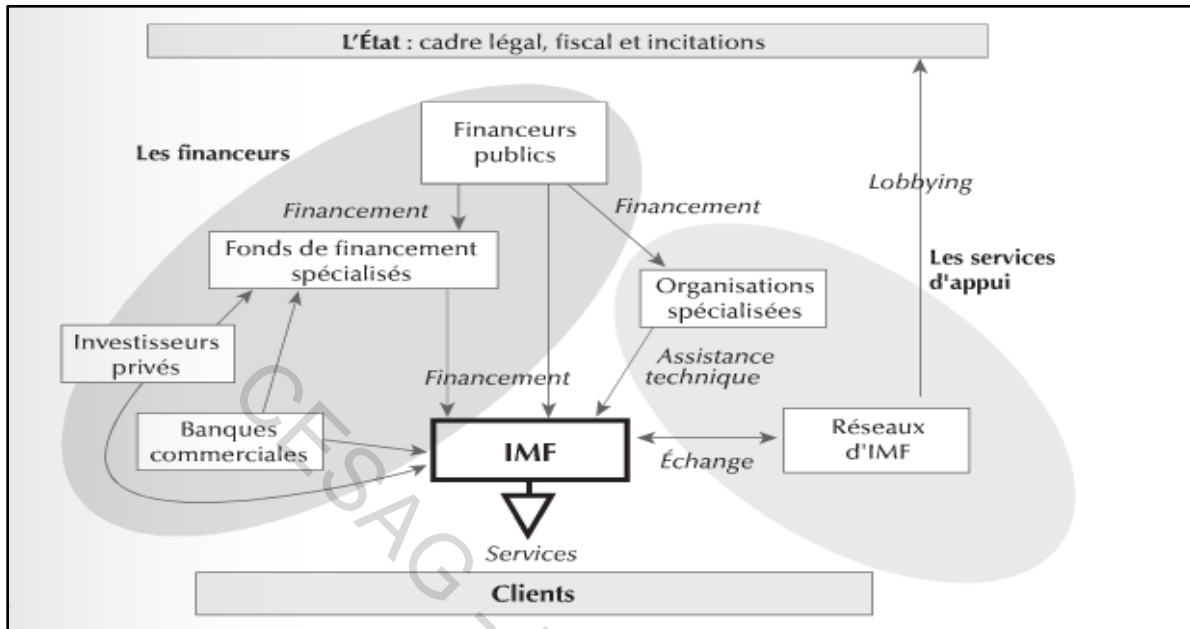 L'État : cadre légal, fiscal et incitations
Financeurs
publics
Les financeurs
Lobbying
Financement
Financement
Fonds de financement
spécialisés
Les services
d'appui
Organisations
spécialisées
Investisseurs
privés
Assistance
technique
Financement
Banques
commerciales
IMF
Réseaux
d'IMF
Échange
Services
Clients
CESAG